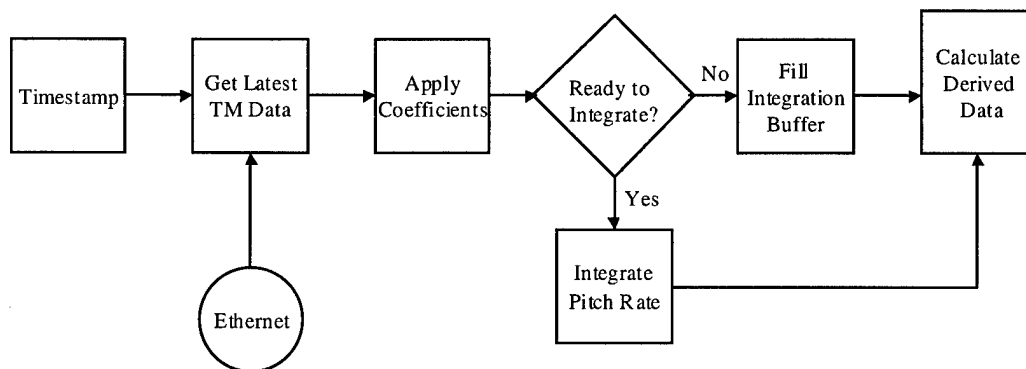 Timestamp
Get Latest
TM Data
Apply
Coefficients
Ready to
Integrate?
No
Fill
Integration
Buffer
Calculate
Derived
Data
Yes
Integrate
Pitch Rate
Ethernet